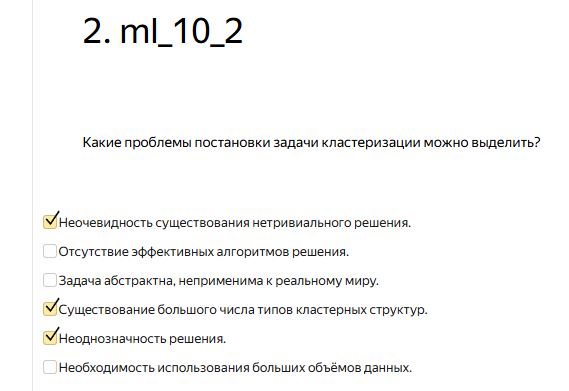 2. ml_10_2
Какие проблемы постановки задачи кластеризации можно выделить?
Неочевидность существования нетривиального решения.
Отсутствие эффективных алгоритмов решения.
Задача абстрактна, неприменима к реальному миру.
Существование большого числа типов кластерных структур.
Неоднозначность решения.
Необходимость использования больших объёмов данных.